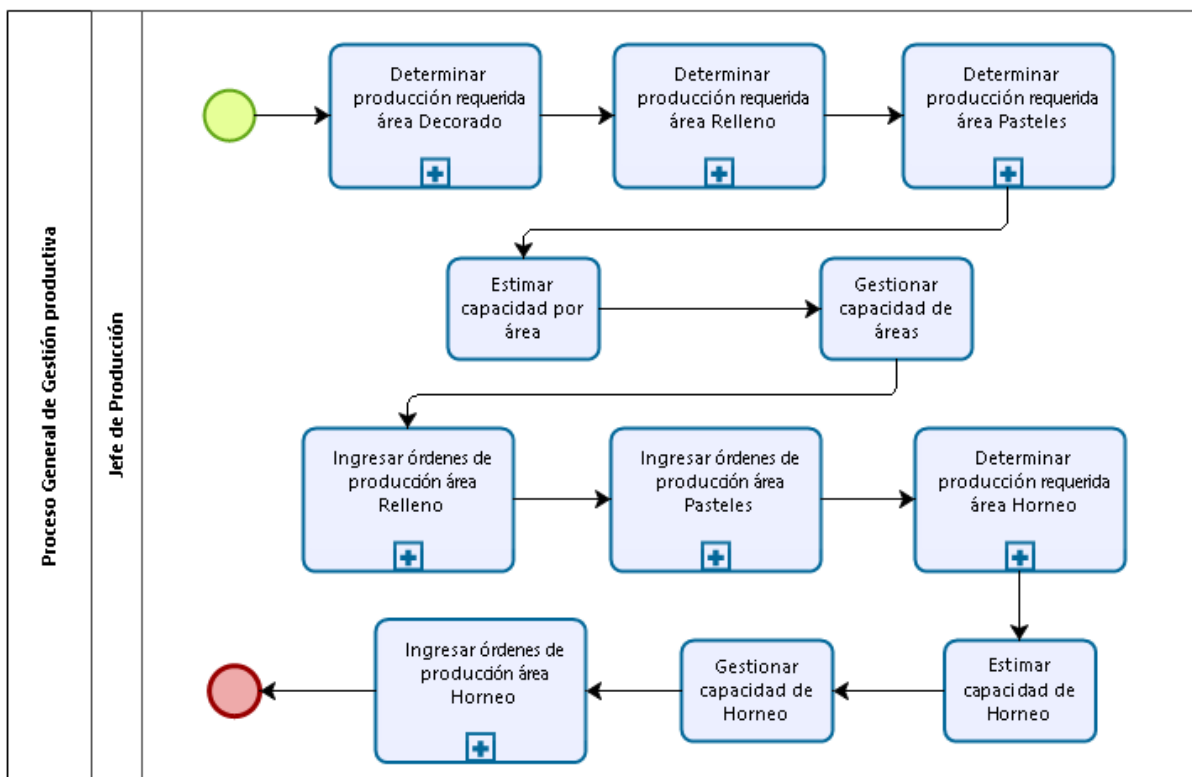 Proceso General de Gestión productiva
Jefe de Producción
Determinar
producción requerida
área Decorado
Determinar
producción requerida
área Relleno
Determinar
producción requerida
área Pasteles
Estimar
capacidad por
área
Gestionar
capacidad de
áreas
Ingresar órdenes de
producción área
Relleno
Ingresar órdenes de
producción área
Pasteles
Determinar
producción requerida
área Horneo
Ingresar órdenes de
producción área
Horneo
Gestionar
capacidad de
Horneo
Estimar
capacidad de
Horneo